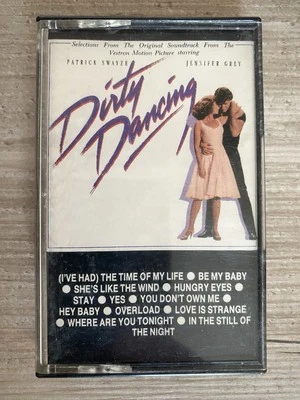 Selections From The Original Soundtrack From The
Vestron Motion Picture starring
PATRICK SWAYZE JENNIFER GREY
Dirty
Dancing
(I'VE HAD) THE TIME OF MY LIFE ● BE MY BABY
● SHE'S LIKE THE WIND ● HUNGRY EYES
● STAY ● YES ● YOU DON'T OWN ME ●
HEY BABY ● OVERLOAD ● LOVE IS STRANGE
● WHERE ARE YOU TONIGHT ● IN THE STILL OF
THE NIGHT